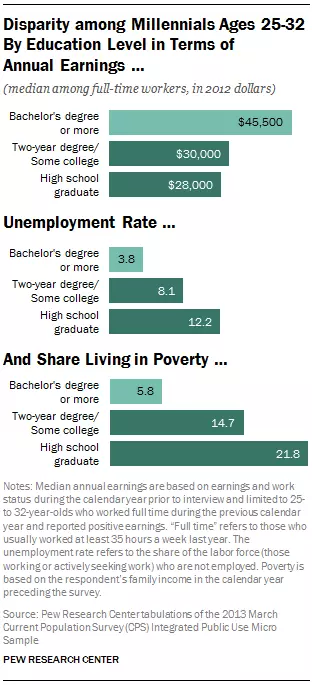 Disparity among Millennials Ages 25-32
By Education Level in Terms of
Annual Earnings ...
(median among full-time workers, in 2012 dollars)
Bachelor's degree
or more
$45,500
Two-year degree/
Some college
$30,000
High school
graduate
$28,000
Unemployment Rate ...
Bachelor's degree
or more
3.8
Two-year degree/
Some college
8.1
High school
graduate
12.2
And Share Living in Poverty ...
Bachelor's degree
or more
5.8
Two-year degree/
Some college
14.7
High school
graduate
21.8
Notes: Median annual earnings are based on earnings and work
status during the calendar year prior to interview and limited to 25-
to 32-year-olds who worked full time during the previous calendar
year and reported positive earnings. “Full time” refers to those who
usually worked at least 35 hours a week last year. The
unemployment rate refers to the share of the labor force (those
working or actively seeking work) who are not employed. Poverty is
based on the respondent's family income in the calendar year
preceding the survey.
Source: Pew Research Center tabulations of the 2013 March
Current Population Survey (CPS) Integrated Public Use Micro
Sample
PEW RESEARCH CENTER